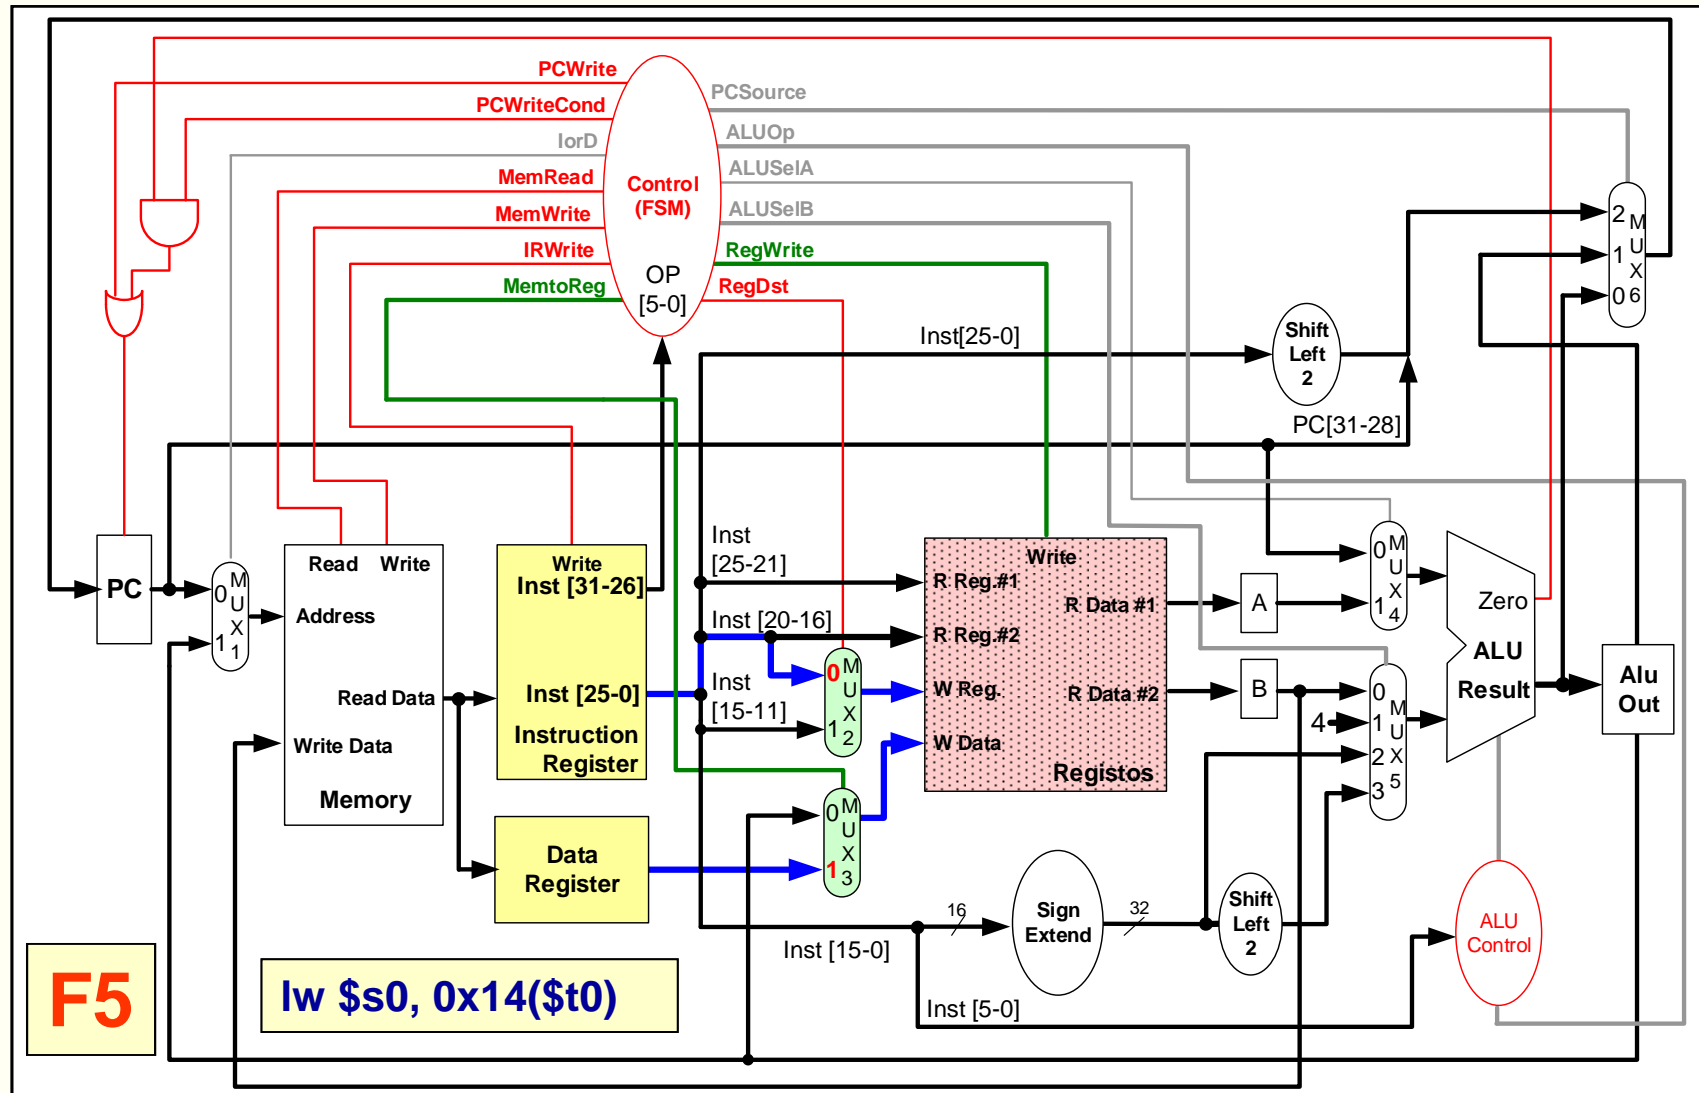 PCWrite
PCWriteCond
IorD
MemRead
MemWrite
IRWrite
MemtoReg
Control
(FSM)
OP
[5-0]
PCSource
ALUOp
ALUSelA
ALUSelB
RegWrite
RegDst
2
1
0
M
U
X
6
Inst[25-0]
Shift
Left
2
PC[31-28]
PC
0
1
M
U
X
1
Read
Write
Address
Read Data
Write Data
Memory
Write
Inst [31-26]
Inst [25-0]
Instruction
Register
Data
Register
Inst
[25-21]
Inst [20-16]
Inst
[15-11]
0
1
M
U
X
2
0
1
M
U
X
3
Write
R Reg.#1
R Reg.#2
W Reg.
W Data
R Data #1
R Data #2
Registos
A
B
0
1
M
U
X
4
4
0
1
2
3
M
U
X
5
Zero
ALU
Result
Alu
Out
Inst [15-0]
16
Sign
Extend
32
Shift
Left
2
ALU
Control
Inst [5-0]
F5
lw $s0, 0x14($t0)